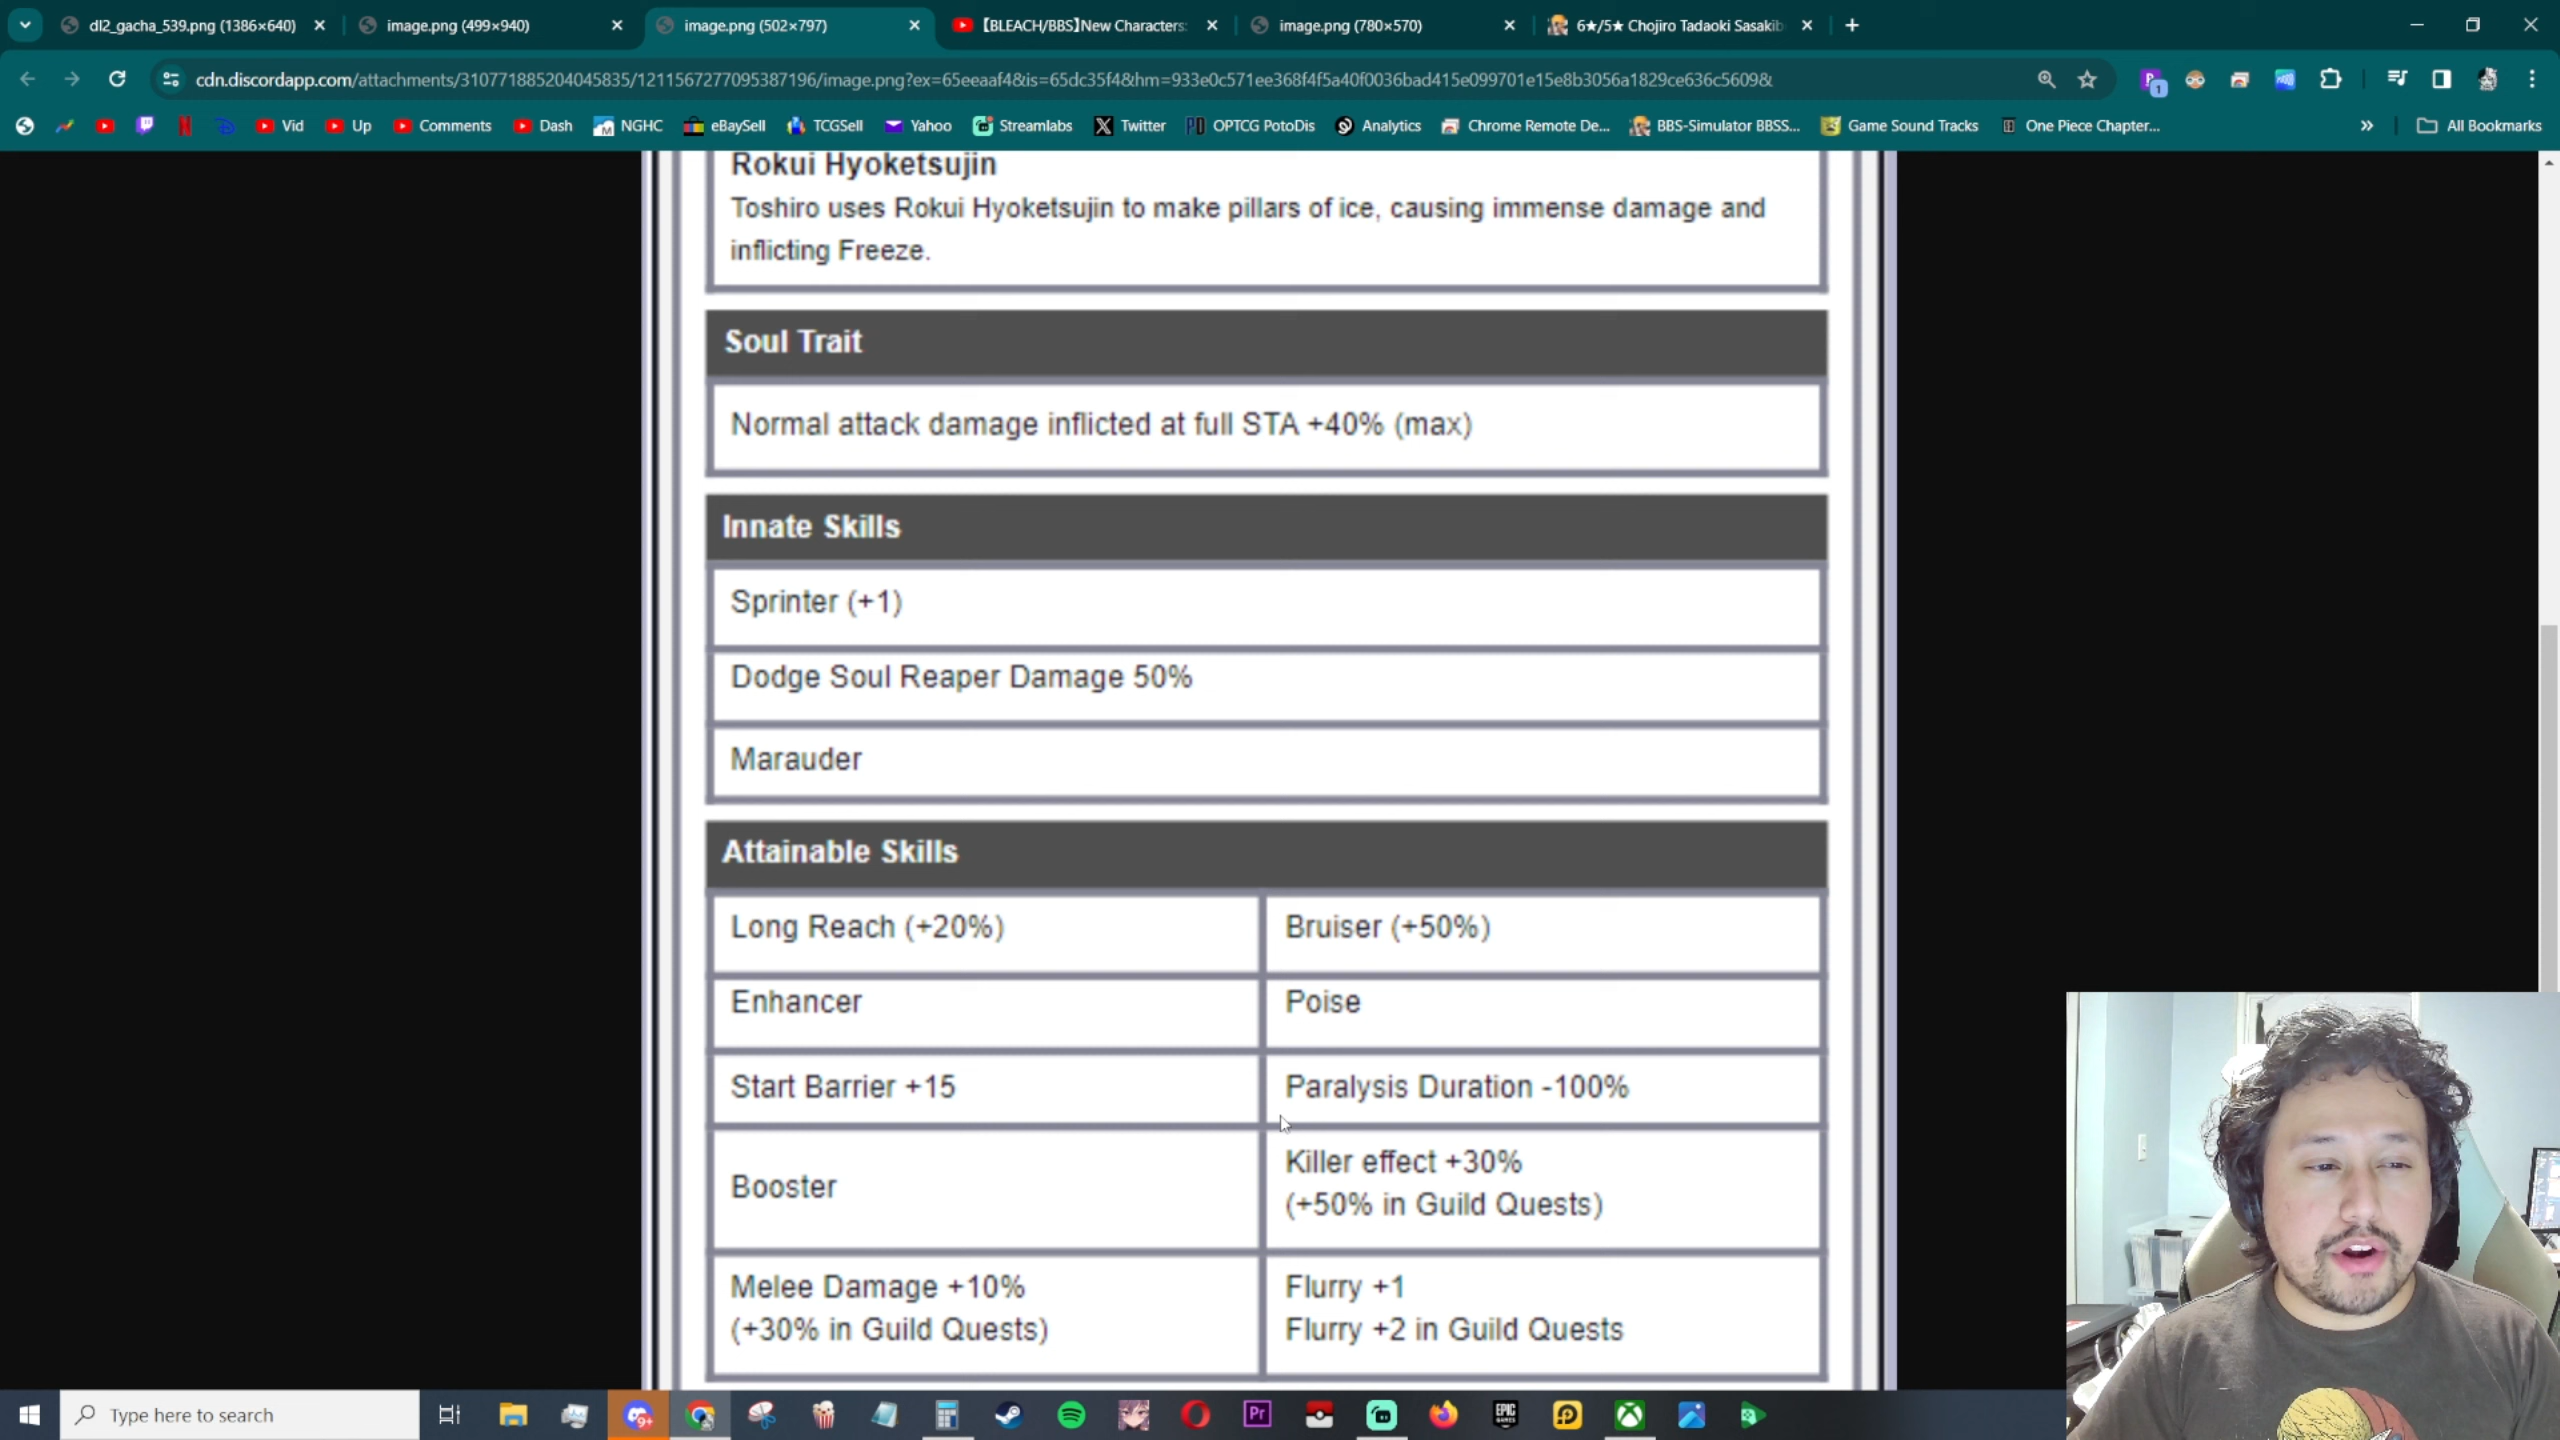 dl2_gacha_539.png (1386×640)
image.png (499×940)
image.png (502×797)
【BLEACH/BBS】New Characters:
image.png (780×570)
6★/5★ Chojiro Tadaoki Sasakib
cdn.discordapp.com/attachments/310771885204045835/1211567277095387196/image.png?ex=65eeaaf4&is=65dc35f4&hm=933e0c571ee368f4f5a40f0036bad415e099701e15e8b3056a1829ce636c5609&
1
Vid
Up
Comments
Dash
NGHC
eBaySell
TCGSell
Yahoo
Streamlabs
Twitter
OPTCG PotoDis
Analytics
Chrome Remote De...
BBS-Simulator BBSS...
Game Sound Tracks
One Piece Chapter...
»
All Bookmarks
Rokui Hyoketsujin
Toshiro uses Rokui Hyoketsujin to make pillars of ice, causing immense damage and
inflicting Freeze.
Soul Trait
Normal attack damage inflicted at full STA +40% (max)
Innate Skills
Sprinter (+1)
Dodge Soul Reaper Damage 50%
Marauder
Attainable Skills
Long Reach (+20%)
Bruiser (+50%)
Enhancer
Poise
Start Barrier +15
Paralysis Duration -100%
Booster
Killer effect +30%
(+50% in Guild Quests)
Melee Damage +10%
(+30% in Guild Quests)
Flurry +1
Flurry +2 in Guild Quests
Type here to search
9+
Pr
EPIC
GAMES